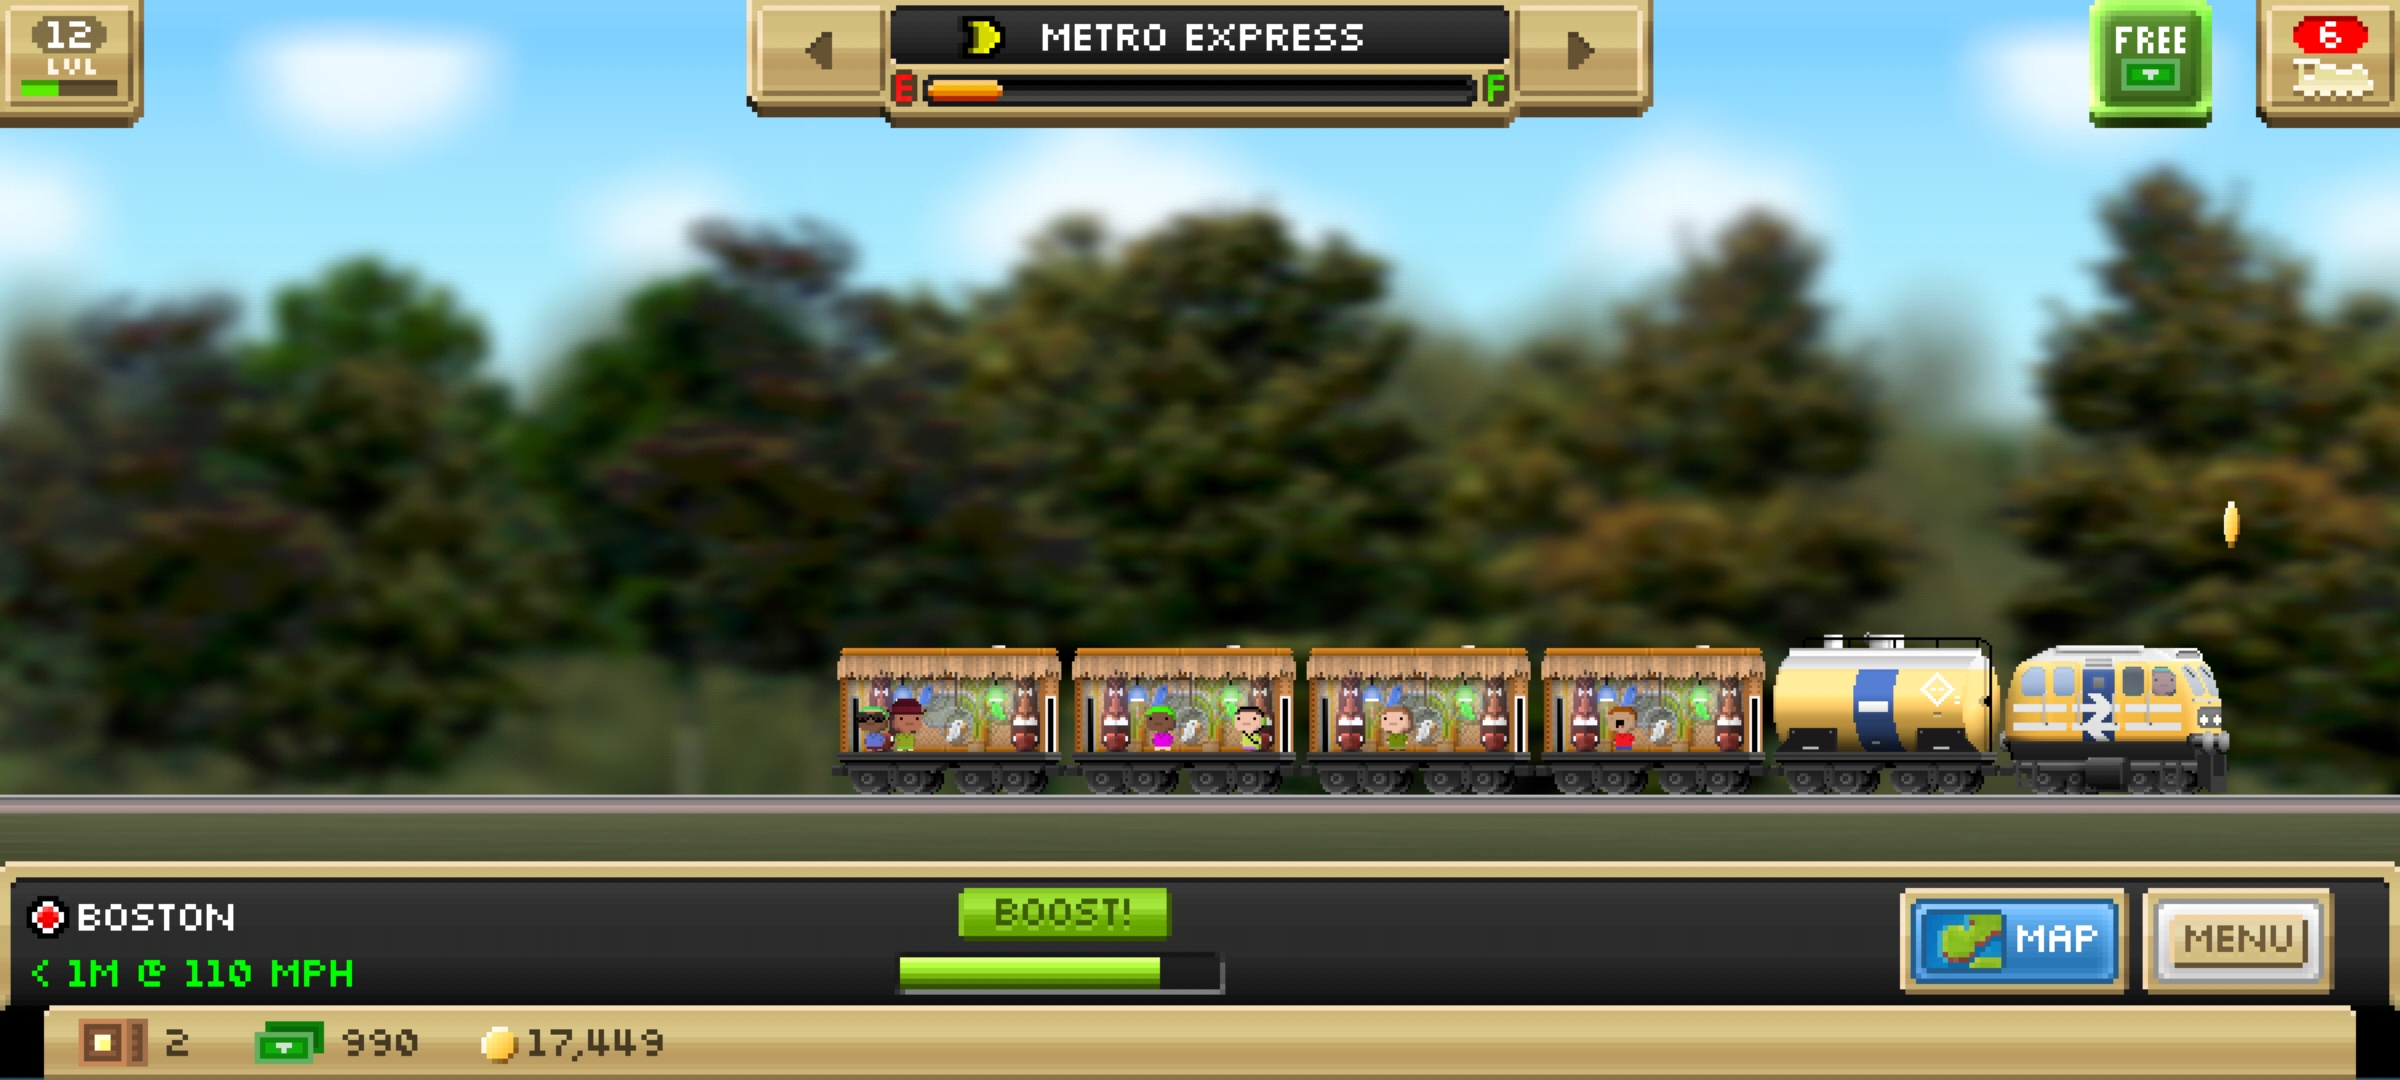 12
LVL
METRO EXPRESS
E F
FREE
6
BOSTON
< 1M @ 110 MPH
BOOST!
MAP
MENU
2 990 17,449